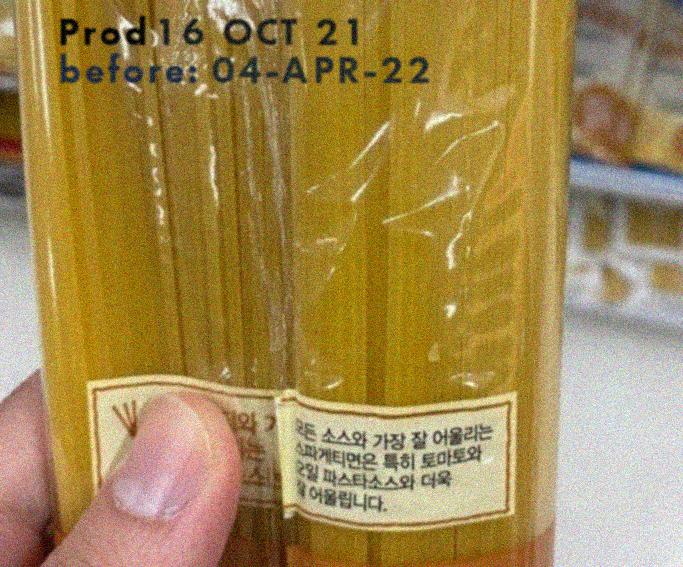 Prod 16 OCT 21
before: 04-APR-22
모든 소스와 가장 잘 어울리는
스파게티면은 특히 토마토와
오일 파스타소스와 더욱
잘 어울립니다.